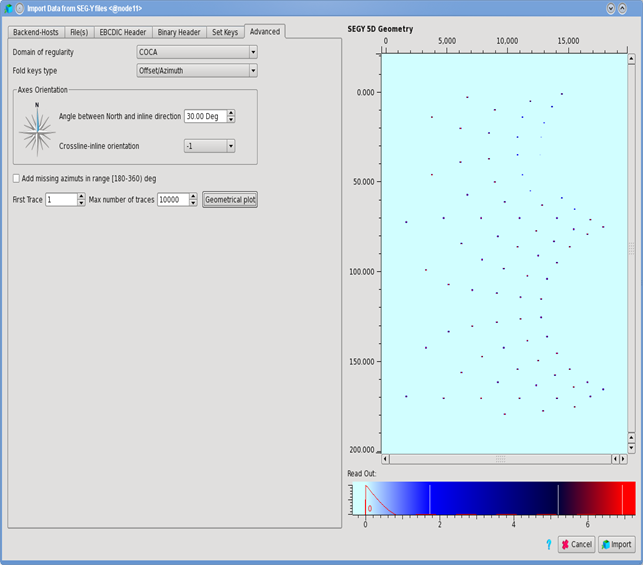 Import Data from SEG-Y files <@node11>
Backend-Hosts File(s) EBCDIC Header Binary Header Set Keys Advanced
Domain of regularity COCA
Fold keys type Offset/Azimuth
Axes Orientation
N
Angle between North and inline direction 30.00 Deg
Crossline-inline orientation -1
Add missing azimuts in range [180-360) deg
First Trace 1 Max number of traces 10000 Geometrical plot
SEGY 5D Geometry
0 5,000 10,000 15,000
0.000
50.000
100.000
150.000
200.000
Read Out:
0
0 2 4 6
? Cancel Import